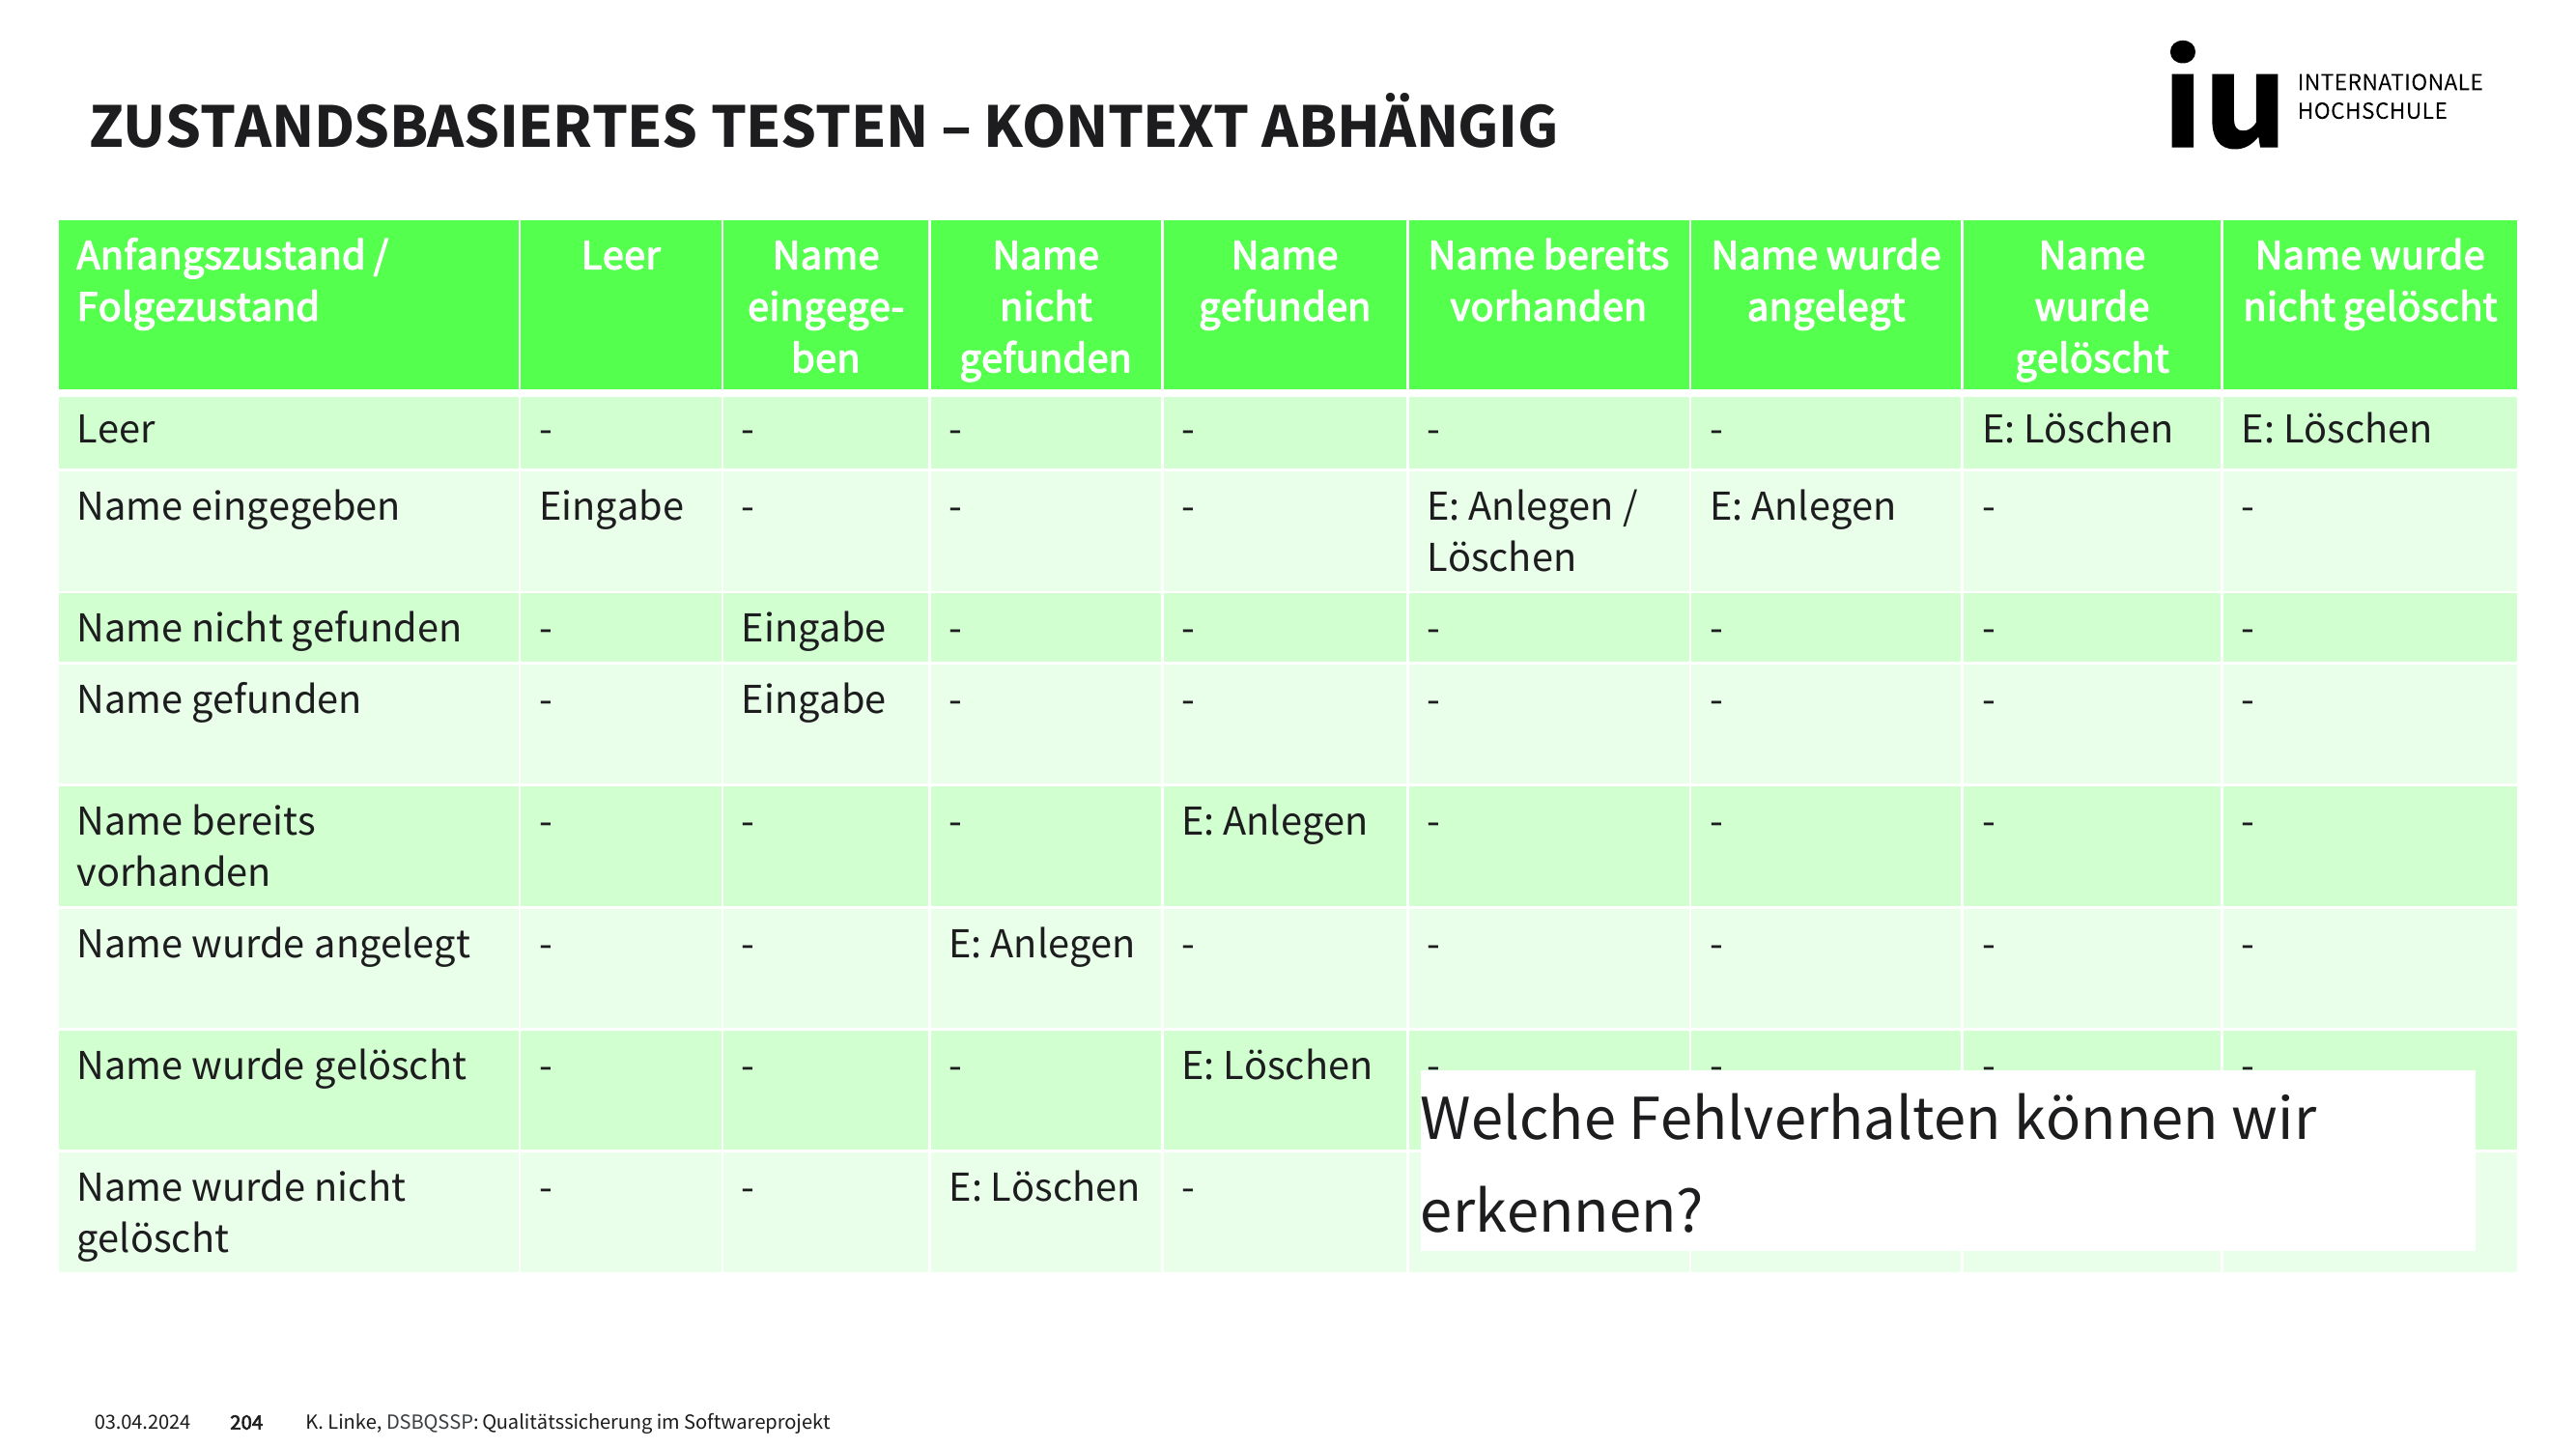 iu INTERNATIONALE
HOCHSCHULE
ZUSTANDSBASIERTES TESTEN – KONTEXT ABHÄNGIG
Anfangszustand /
Folgezustand
Leer
Name
eingege-
ben
Name
nicht
gefunden
Name
gefunden
Name bereits
vorhanden
Name wurde
angelegt
Name
wurde
gelöscht
Name wurde
nicht gelöscht
Leer - - - - - - E: Löschen E: Löschen
Name eingegeben Eingabe - - - E: Anlegen /
Löschen
E: Anlegen - -
Name nicht gefunden - Eingabe - - - - - -
Name gefunden - Eingabe - - - - - -
Name bereits
vorhanden
- - - E: Anlegen - - - -
Name wurde angelegt - - E: Anlegen - - - - -
Name wurde gelöscht - - - E: Löschen - - - -
Name wurde nicht
gelöscht
- - E: Löschen -
Welche Fehlverhalten können wir
erkennen?
03.04.2024 204 K. Linke, DSBQSSP: Qualitätssicherung im Softwareprojekt